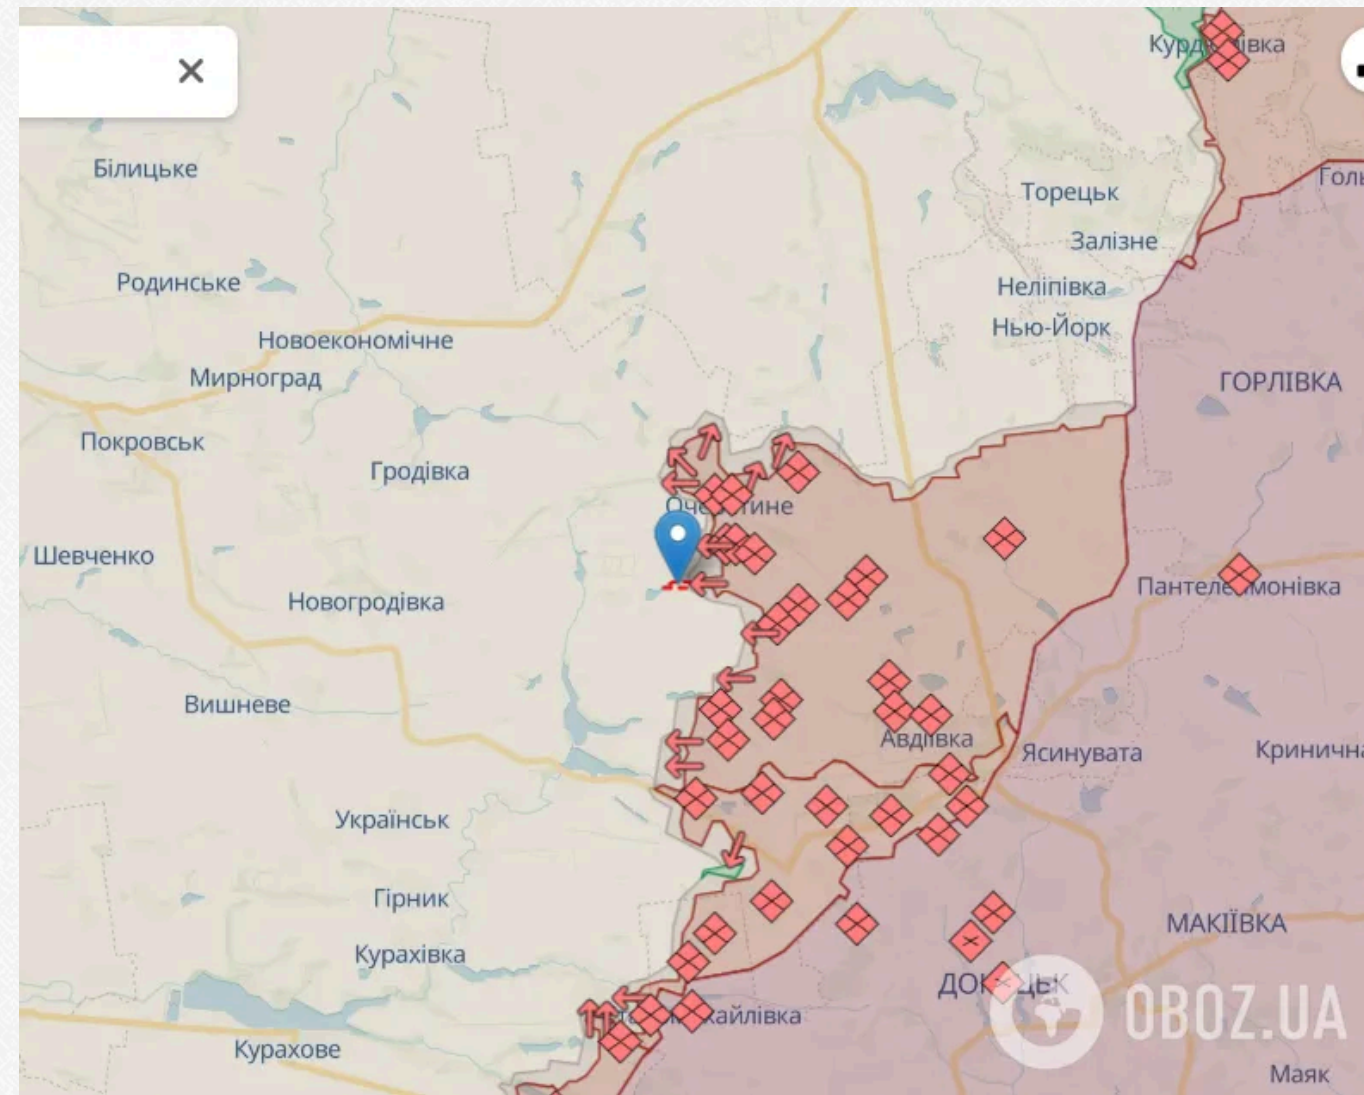 Білицьке
Торецьк
Залізне
Родинське
Неліпівка
Нью-Йорк
Новоекономічне
Мирноград
ГОРЛІВКА
Покровськ
Гродівка
Шевченко
Новогродівка
Вишневе
Авдіївка
Ясинувата
Українськ
Гірник
Курахівка
МАКІЇВКА
OBOZ.UA
Курахове
Маяк